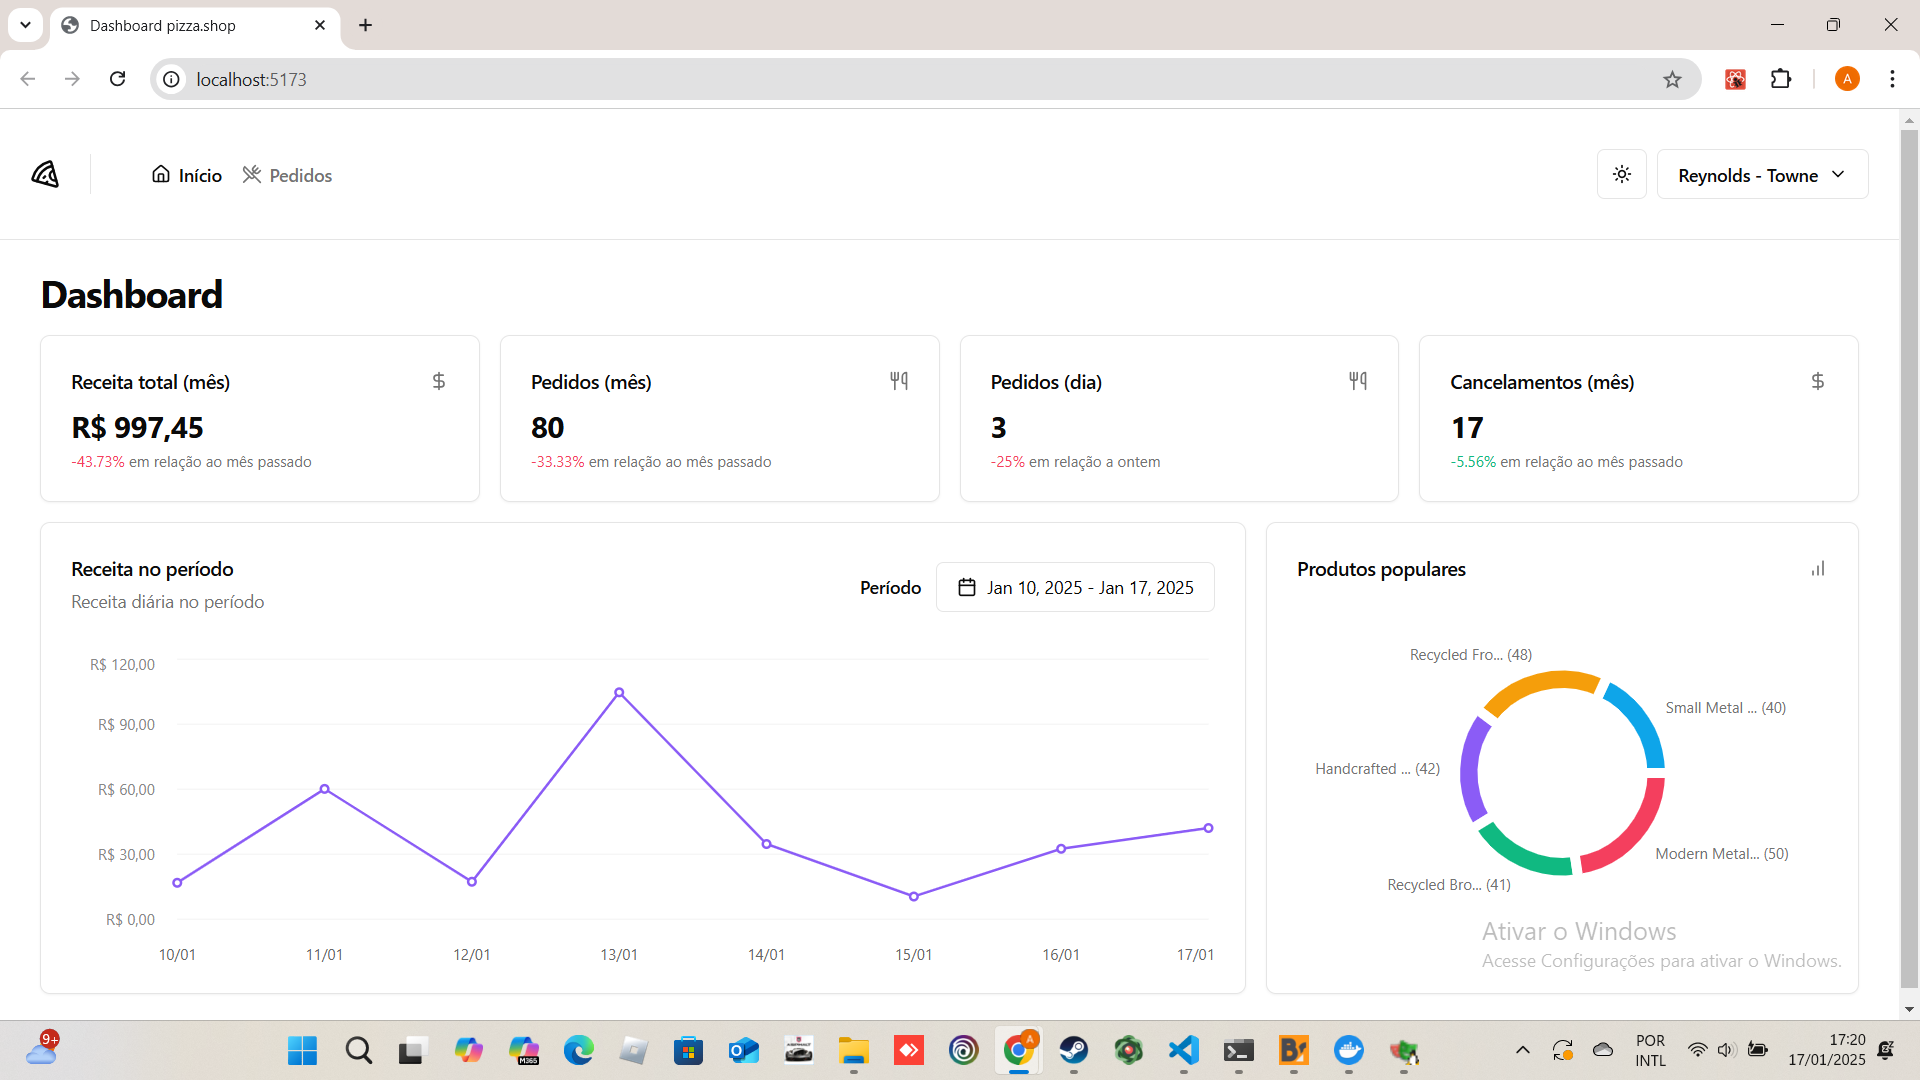 Dashboard pizza.shop
localhost:5173
A
Início
Pedidos
Reynolds - Towne
Dashboard
Receita total (mês)
R$ 997,45
-43.73% em relação ao mês passado
Pedidos (mês)
80
-33.33% em relação ao mês passado
Pedidos (dia)
3
-25% em relação a ontem
Cancelamentos (mês)
17
-5.56% em relação ao mês passado
Receita no período
Receita diária no período
Período
Jan 10, 2025 - Jan 17, 2025
R$ 120,00
R$ 90,00
R$ 60,00
R$ 30,00
R$ 0,00
10/01
11/01
12/01
13/01
14/01
15/01
16/01
17/01
Produtos populares
Recycled Fro... (48)
Small Metal ... (40)
Handcrafted ... (42)
Modern Metal... (50)
Recycled Bro... (41)
Ativar o Windows
Acesse Configurações para ativar o Windows.
9+
M365
A
POR
INTL
17:20
17/01/2025